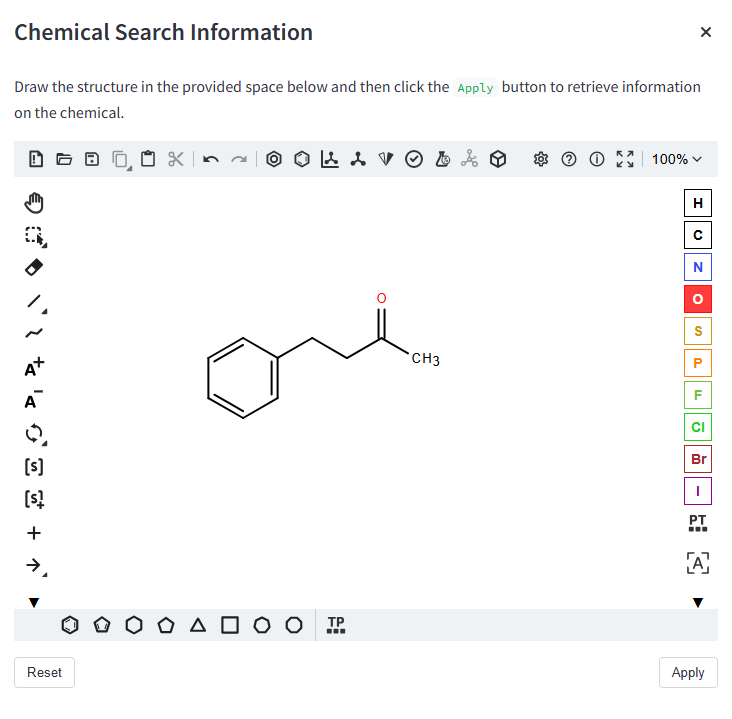 Chemical Search Information
Draw the structure in the provided space below and then click the Apply button to retrieve information
on the chemical.
100%
H
C
N
O
S
P
F
Cl
Br
I
PT
[A]
A+
A-
[s]
[s]
O
CH3
TP
Reset
Apply